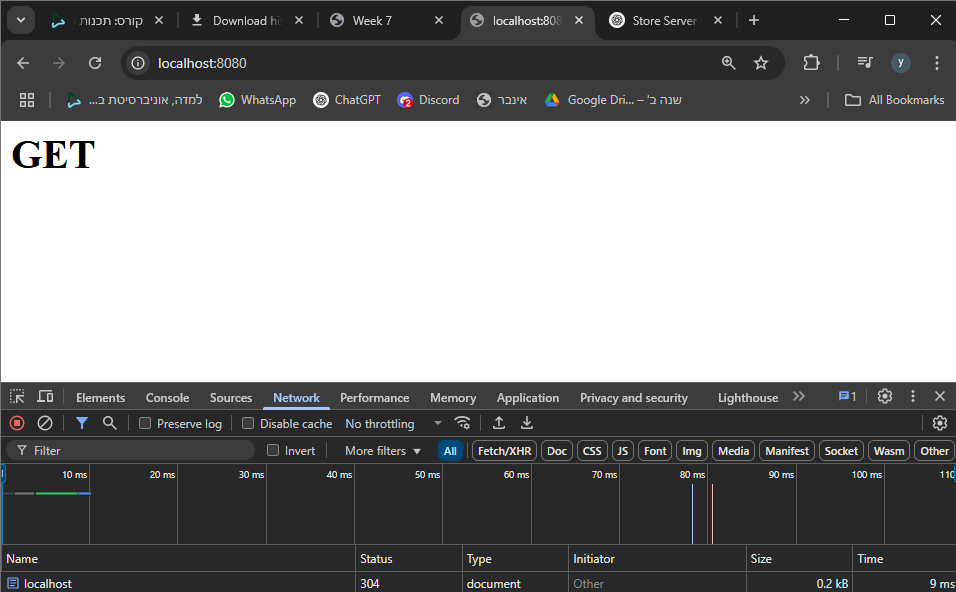 קורס: תכנות
Download his
Week 7
localhost:808
Store Server
localhost:8080
y
למדה, אוניברסיטת ב...
WhatsApp
ChatGPT
2
Discord
אינבר
Google Dri... – 'שנה ב
All Bookmarks
GET
Elements
Console
Sources
Network
Performance
Memory
Application
Privacy and security
Lighthouse
1
Preserve log
Disable cache
No throttling
Filter
Invert
More filters
All
Fetch/XHR
Doc
CSS
JS
Font
Img
Media
Manifest
Socket
Wasm
Other
10 ms
20 ms
30 ms
40 ms
50 ms
60 ms
70 ms
80 ms
90 ms
100 ms
110
Name
Status
Type
Initiator
Size
Time
localhost
304
document
Other
0.2 kB
9 ms